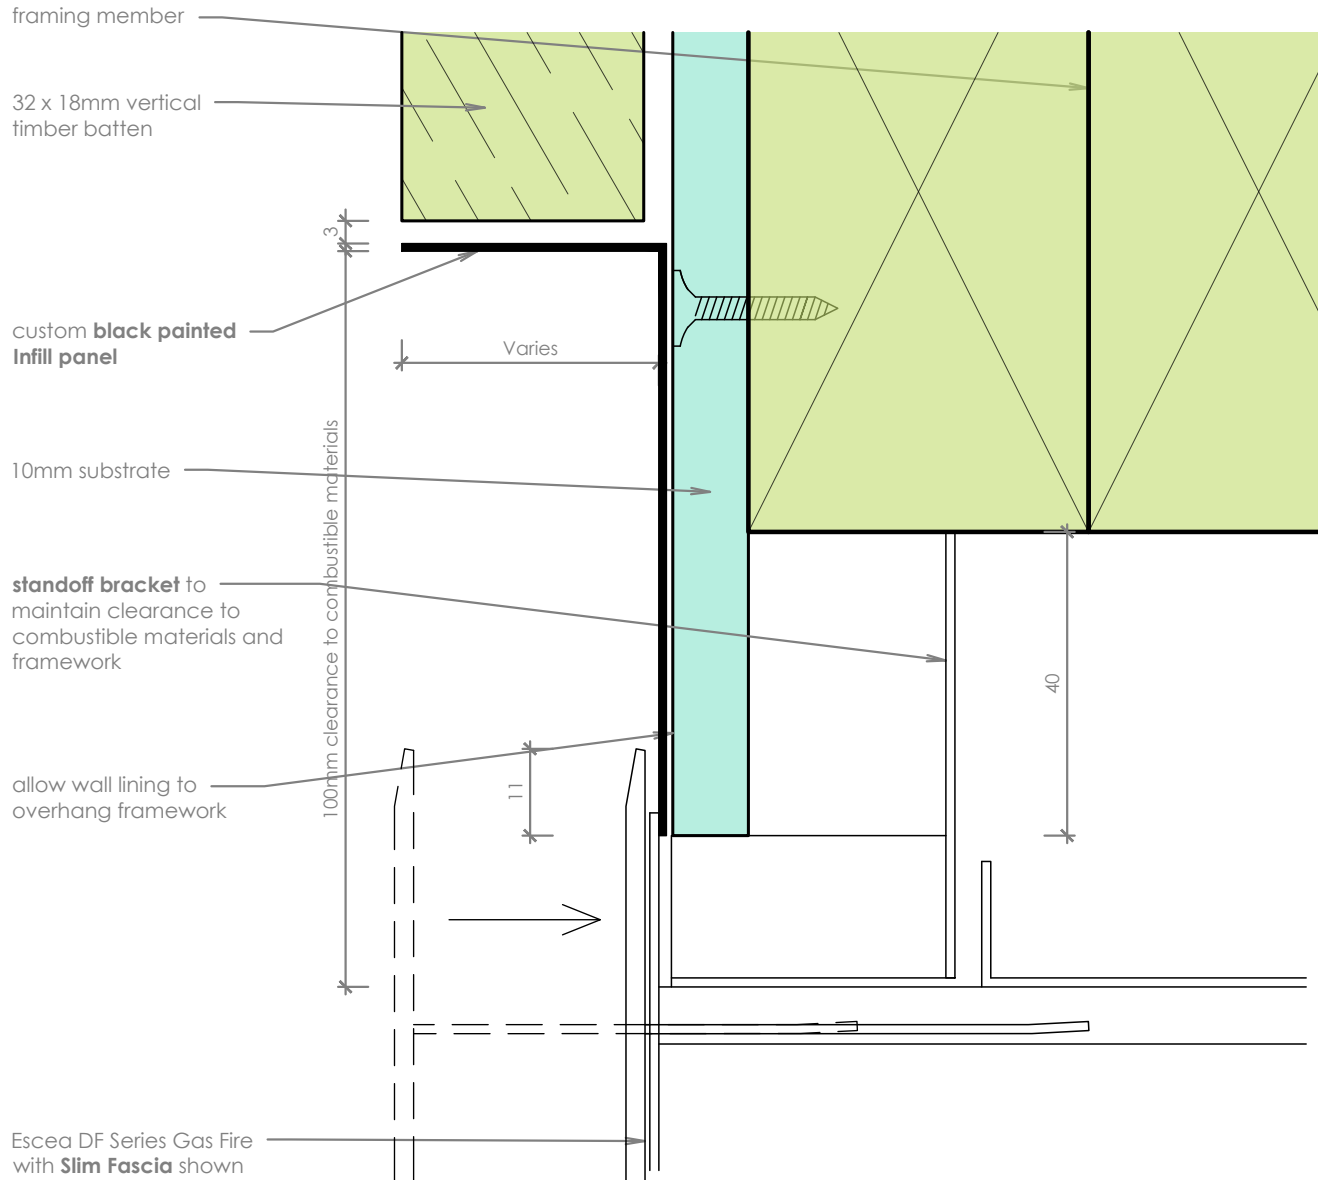 framing member
32 x 18mm vertical
timber batten
3
custom black painted
Infill panel
Varies
10mm substrate
100mm clearance to combustible materials
standoff bracket to
maintain clearance to
combustible materials and
framework
40
allow wall lining to
overhang framework
11
Escea DF Series Gas Fire
with Slim Fascia shown